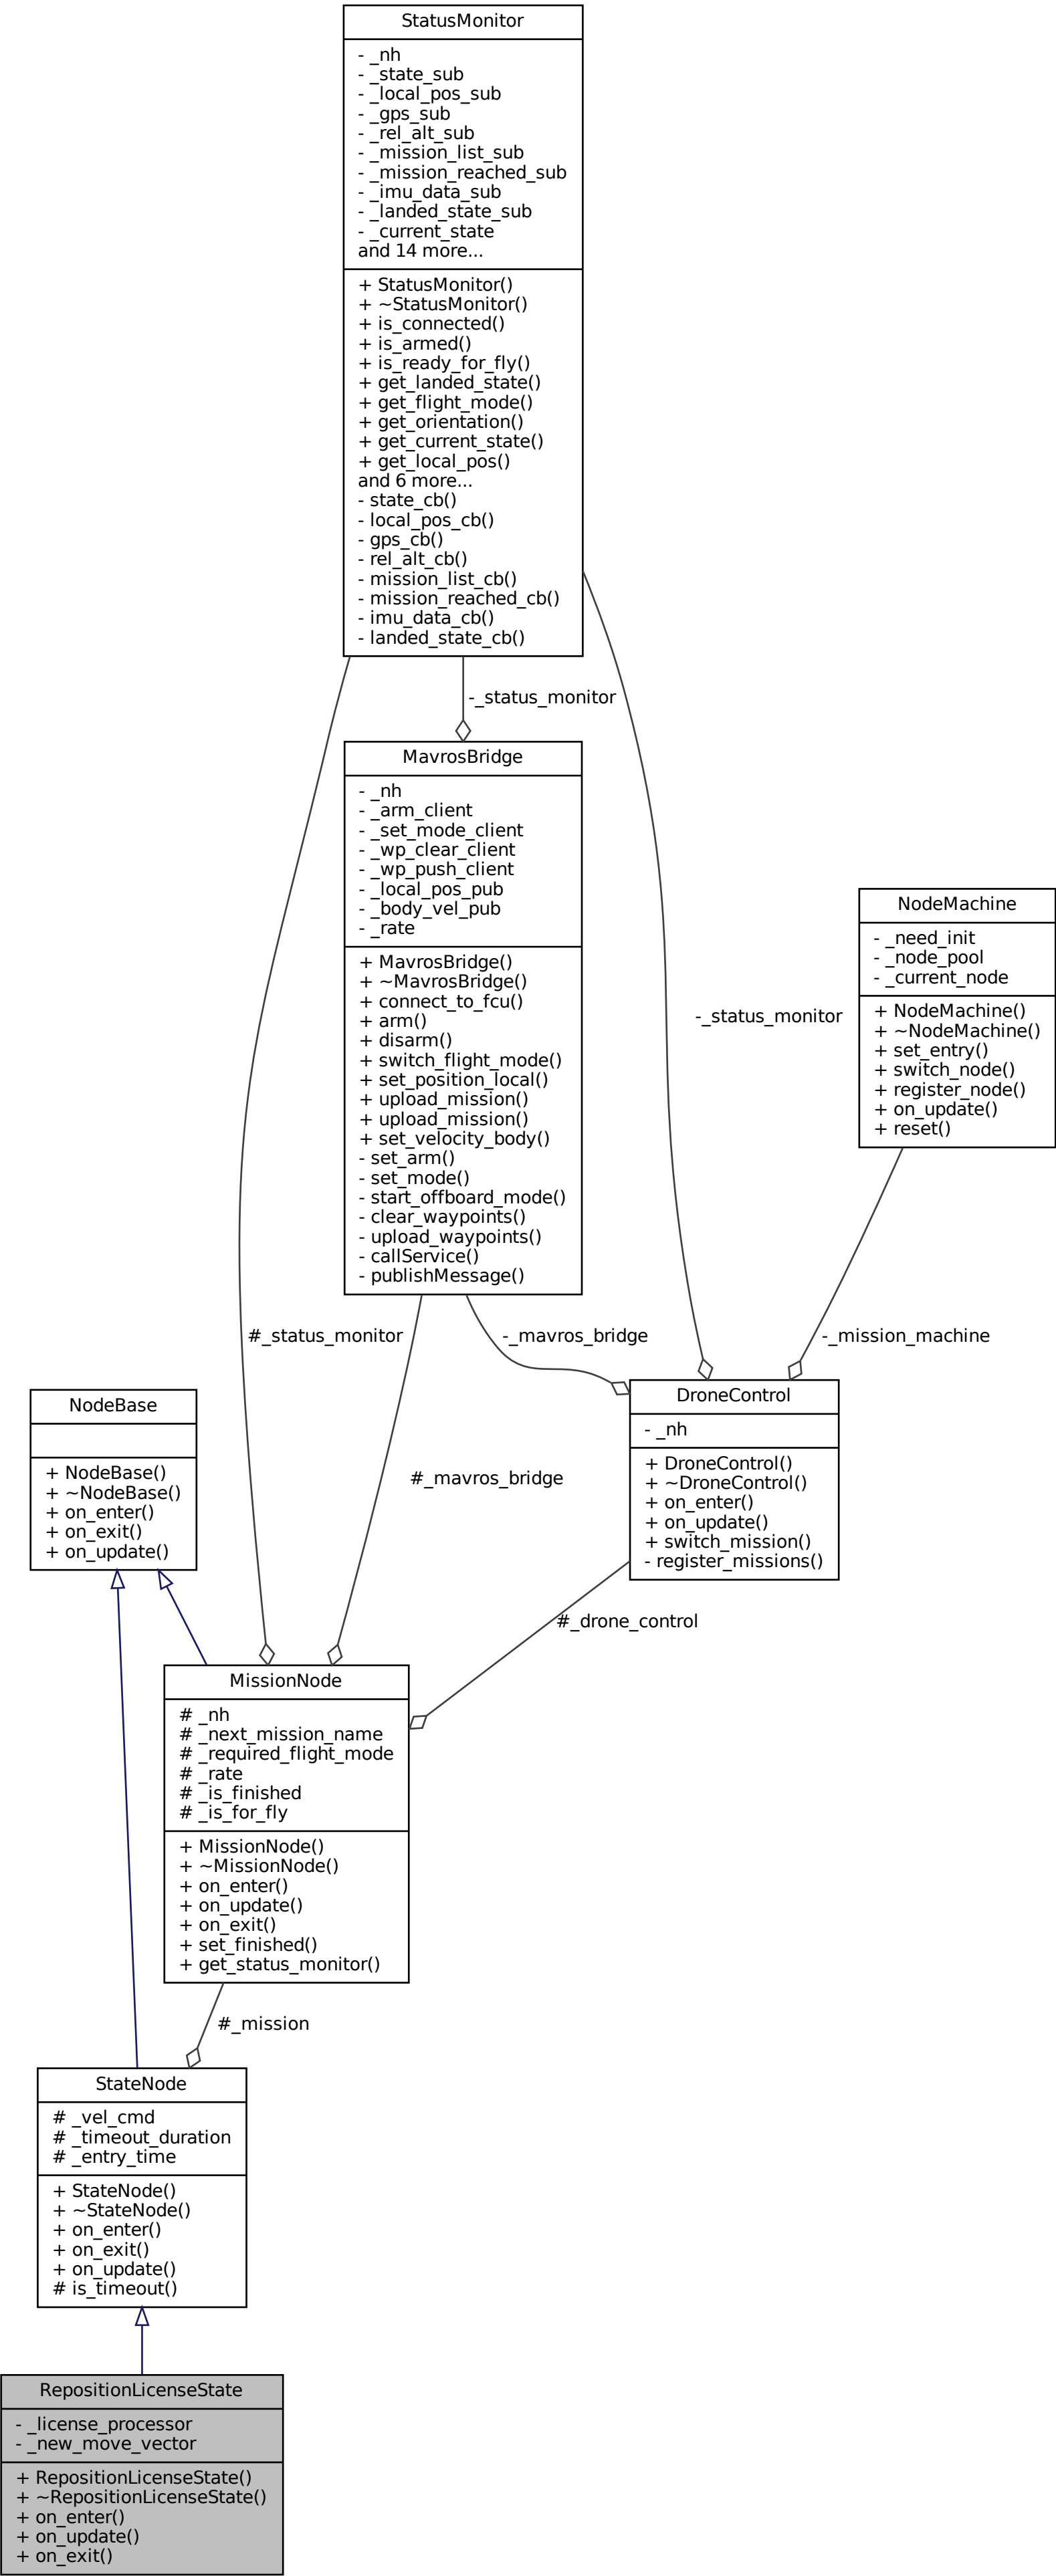 StatusMonitor
- _nh
- _state_sub
- _local_pos_sub
- _gps_sub
- _rel_alt_sub
- _mission_list_sub
- _mission_reached_sub
- _imu_data_sub
- _landed_state_sub
- _current_state
and 14 more...
+ StatusMonitor()
+ ~StatusMonitor()
+ is_connected()
+ is_armed()
+ is_ready_for_fly()
+ get_landed_state()
+ get_flight_mode()
+ get_orientation()
+ get_current_state()
+ get_local_pos()
and 6 more...
- state_cb()
- local_pos_cb()
- gps_cb()
- rel_alt_cb()
- mission_list_cb()
- mission_reached_cb()
- imu_data_cb()
- landed_state_cb()
-_status_monitor
MavrosBridge
- _nh
- _arm_client
- _set_mode_client
- _wp_clear_client
- _wp_push_client
- _local_pos_pub
- _body_vel_pub
- _rate
+ MavrosBridge()
+ ~MavrosBridge()
+ connect_to_fcu()
+ arm()
+ disarm()
+ switch_flight_mode()
+ set_position_local()
+ upload_mission()
+ upload_mission()
+ set_velocity_body()
- set_arm()
- set_mode()
- start_offboard_mode()
- clear_waypoints()
- upload_waypoints()
- callService()
- publishMessage()
-_status_monitor
NodeMachine
- _need_init
- _node_pool
- _current_node
+ NodeMachine()
+ ~NodeMachine()
+ set_entry()
+ switch_node()
+ register_node()
+ on_update()
+ reset()
#_status_monitor
-_mavros_bridge
-_mission_machine
NodeBase
+ NodeBase()
+ ~NodeBase()
+ on_enter()
+ on_exit()
+ on_update()
#_mavros_bridge
DroneControl
- _nh
+ DroneControl()
+ ~DroneControl()
+ on_enter()
+ on_update()
+ switch_mission()
- register_missions()
#_drone_control
MissionNode
# _nh
# _next_mission_name
# _required_flight_mode
# _rate
# _is_finished
# _is_for_fly
+ MissionNode()
+ ~MissionNode()
+ on_enter()
+ on_update()
+ on_exit()
+ set_finished()
+ get_status_monitor()
#_mission
StateNode
# _vel_cmd
# _timeout_duration
# _entry_time
+ StateNode()
+ ~StateNode()
+ on_enter()
+ on_exit()
+ on_update()
# is_timeout()
RepositionLicenseState
- _license_processor
- _new_move_vector
+ RepositionLicenseState()
+ ~RepositionLicenseState()
+ on_enter()
+ on_update()
+ on_exit()